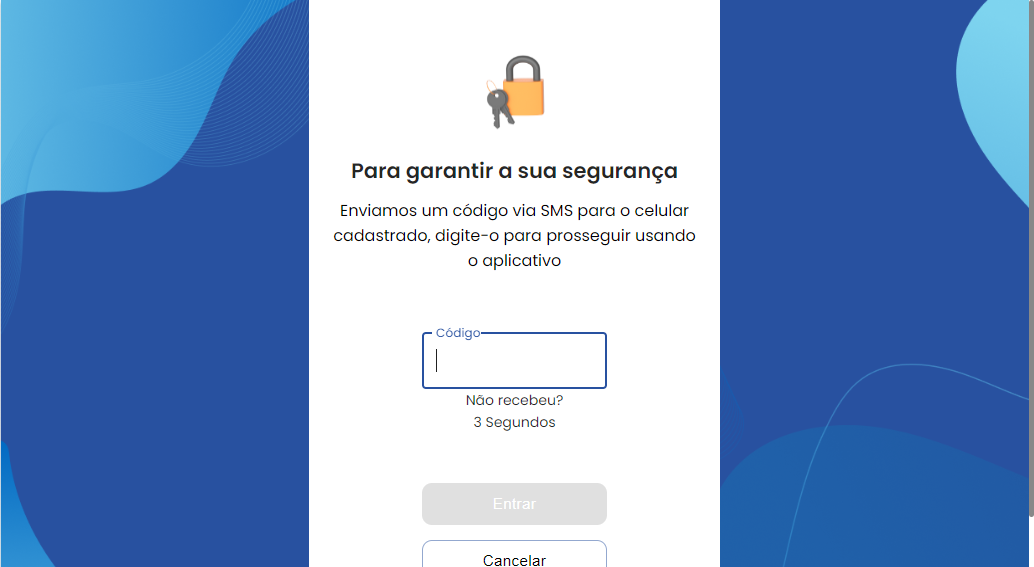 Para garantir a sua segurança
Enviamos um código via SMS para o celular
cadastrado, digite-o para prosseguir usando
o aplicativo
Código
Não recebeu?
3 Segundos
Entrar
Cancelar